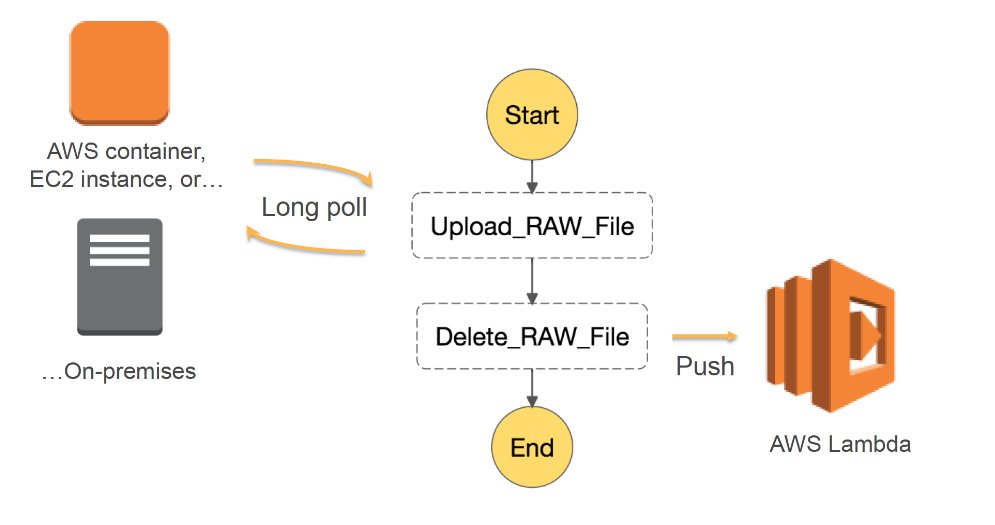 AWS container,
EC2 instance, or…
Long poll
…On-premises
Start
Upload_RAW_File
Delete_RAW_File
End
Push
AWS Lambda